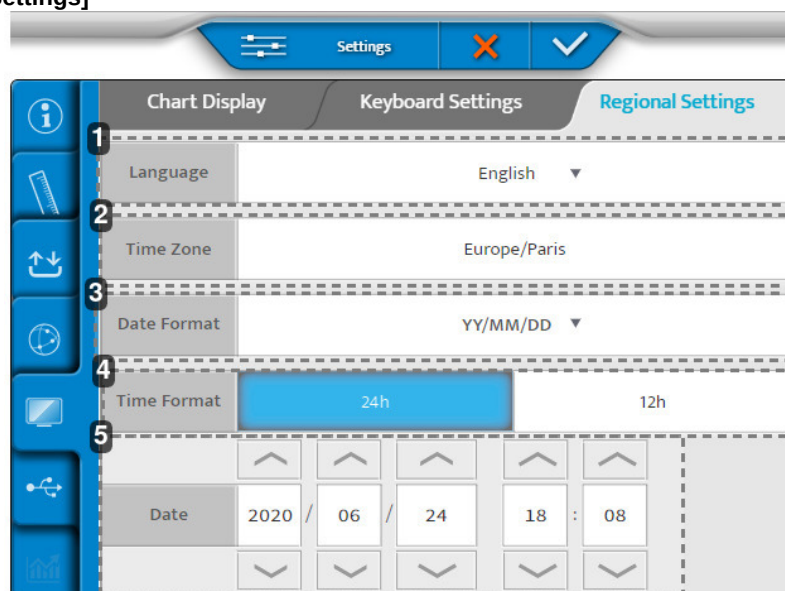 ettings]
Settings
Chart Display Keyboard Settings Regional Settings
1
Language English ▼
2
Time Zone Europe/Paris
3
Date Format YY/MM/DD ▼
4
Time Format 24h 12h
5
Date 2020 / 06 / 24 18 : 08